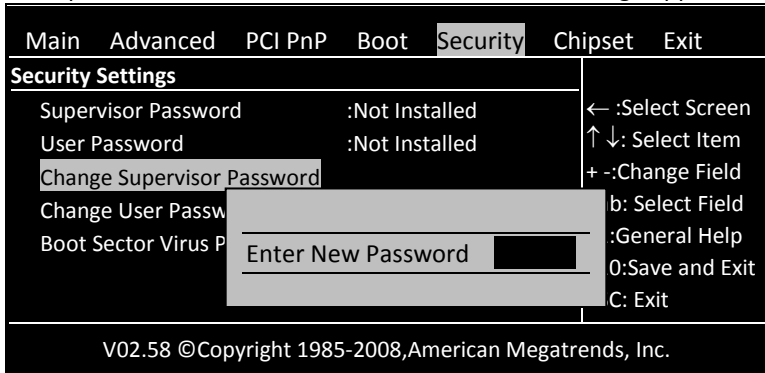 Main Advanced PCI PnP Boot Security Chipset Exit
Security Settings
Supervisor Password :Not Installed
User Password :Not Installed
Change Supervisor Password
Change User Passw
Boot Sector Virus P
Enter New Password
← :Select Screen
↑↓: Select Item
+ -:Change Field
b: Select Field
:General Help
0:Save and Exit
C: Exit
V02.58 ©Copyright 1985-2008,American Megatrends, Inc.